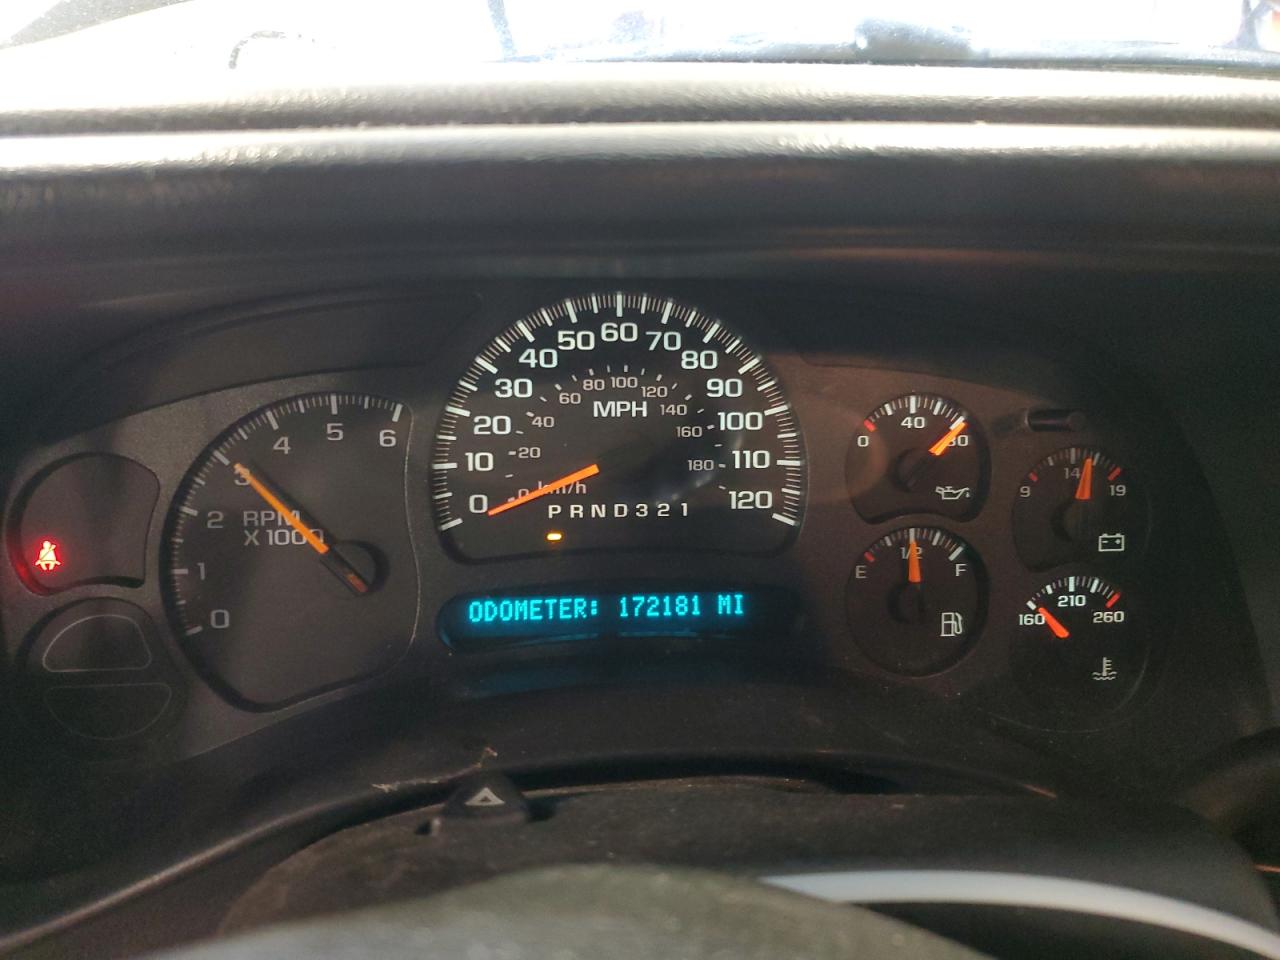 0 1 2 3 4 5 6
RPM
X 1000
0 10 20 30 40 50 60 70 80 90 100 110 120
0 20 40 60 80 100 120 140 160 180
MPH
km/h
PRND321
ODOMETER: 172181 MI
0 40 80
9 14 19
E 1/2 F
160 210 260